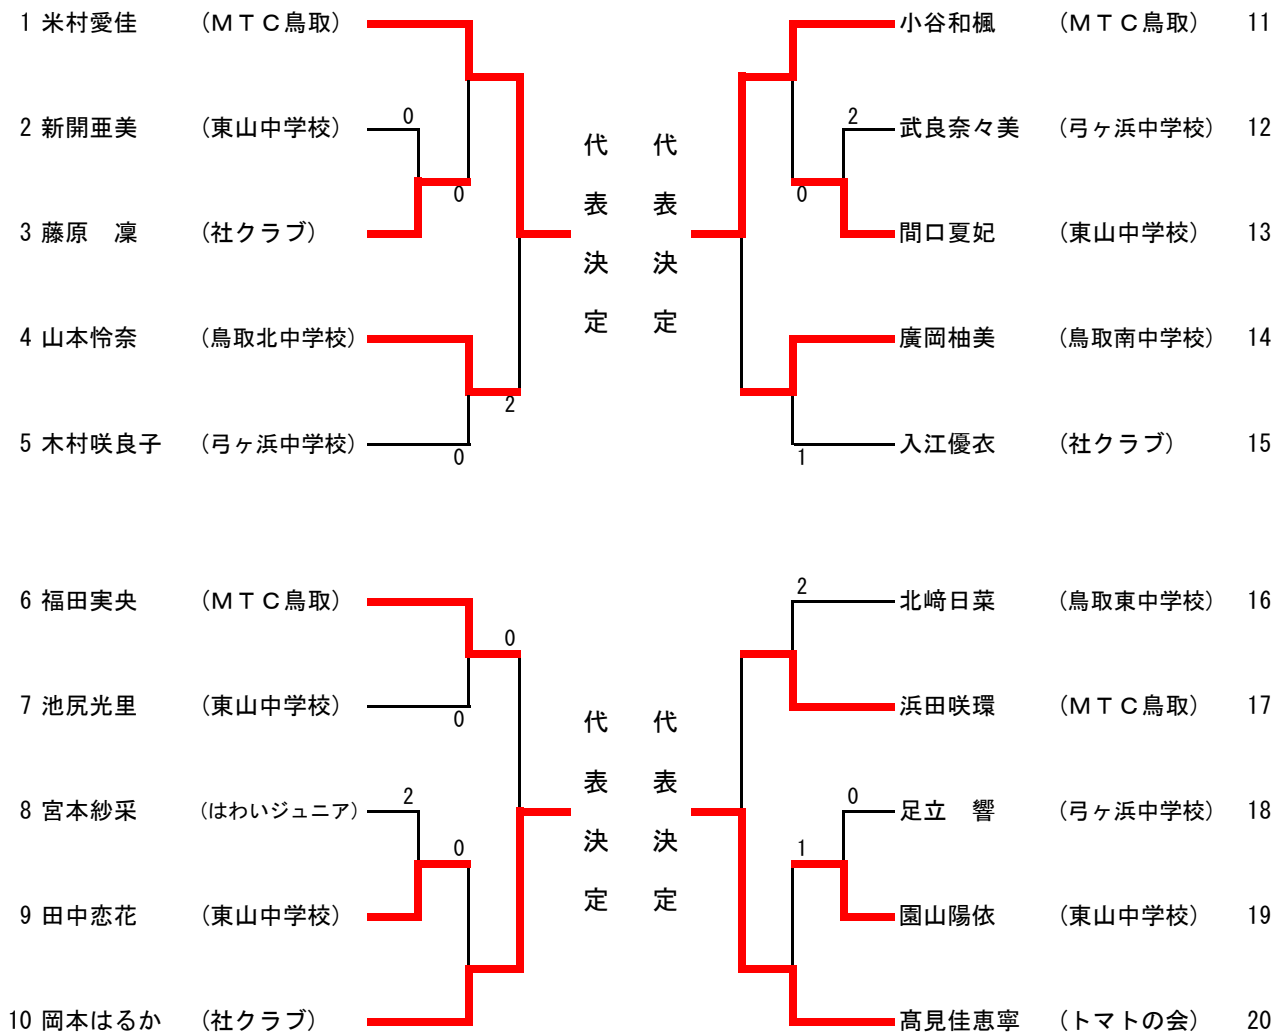 1 米村愛佳 (ＭＴＣ鳥取) 小谷和楓 (ＭＴＣ鳥取) 11
2 新開亜美 (東山中学校) 0 2 武良奈々美 (弓ヶ浜中学校) 12
0 0
3 藤原　凜 (社クラブ) 間口夏妃 (東山中学校) 13
代表決定 代表決定
4 山本怜奈 (鳥取北中学校) 廣岡柚美 (鳥取南中学校) 14
2
5 木村咲良子 (弓ヶ浜中学校) 0 1 入江優衣 (社クラブ) 15
6 福田実央 (ＭＴＣ鳥取) 2 北﨑日菜 (鳥取東中学校) 16
0
7 池尻光里 (東山中学校) 0 浜田咲環 (ＭＴＣ鳥取) 17
代表決定 代表決定
8 宮本紗采 (はわいジュニア) 2 0 足立　響 (弓ヶ浜中学校) 18
0 1
9 田中恋花 (東山中学校) 園山陽依 (東山中学校) 19
10 岡本はるか (社クラブ) 髙見佳恵寧 (トマトの会) 20